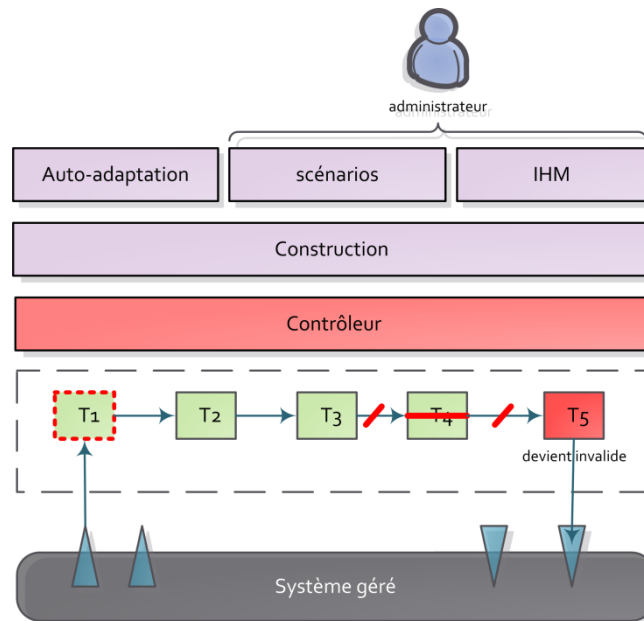 administrateur
Auto-adaptation
scénarios
IHM
Construction
Contrôleur
T1
T2
T3
T4
T5
devient invalide
Système géré